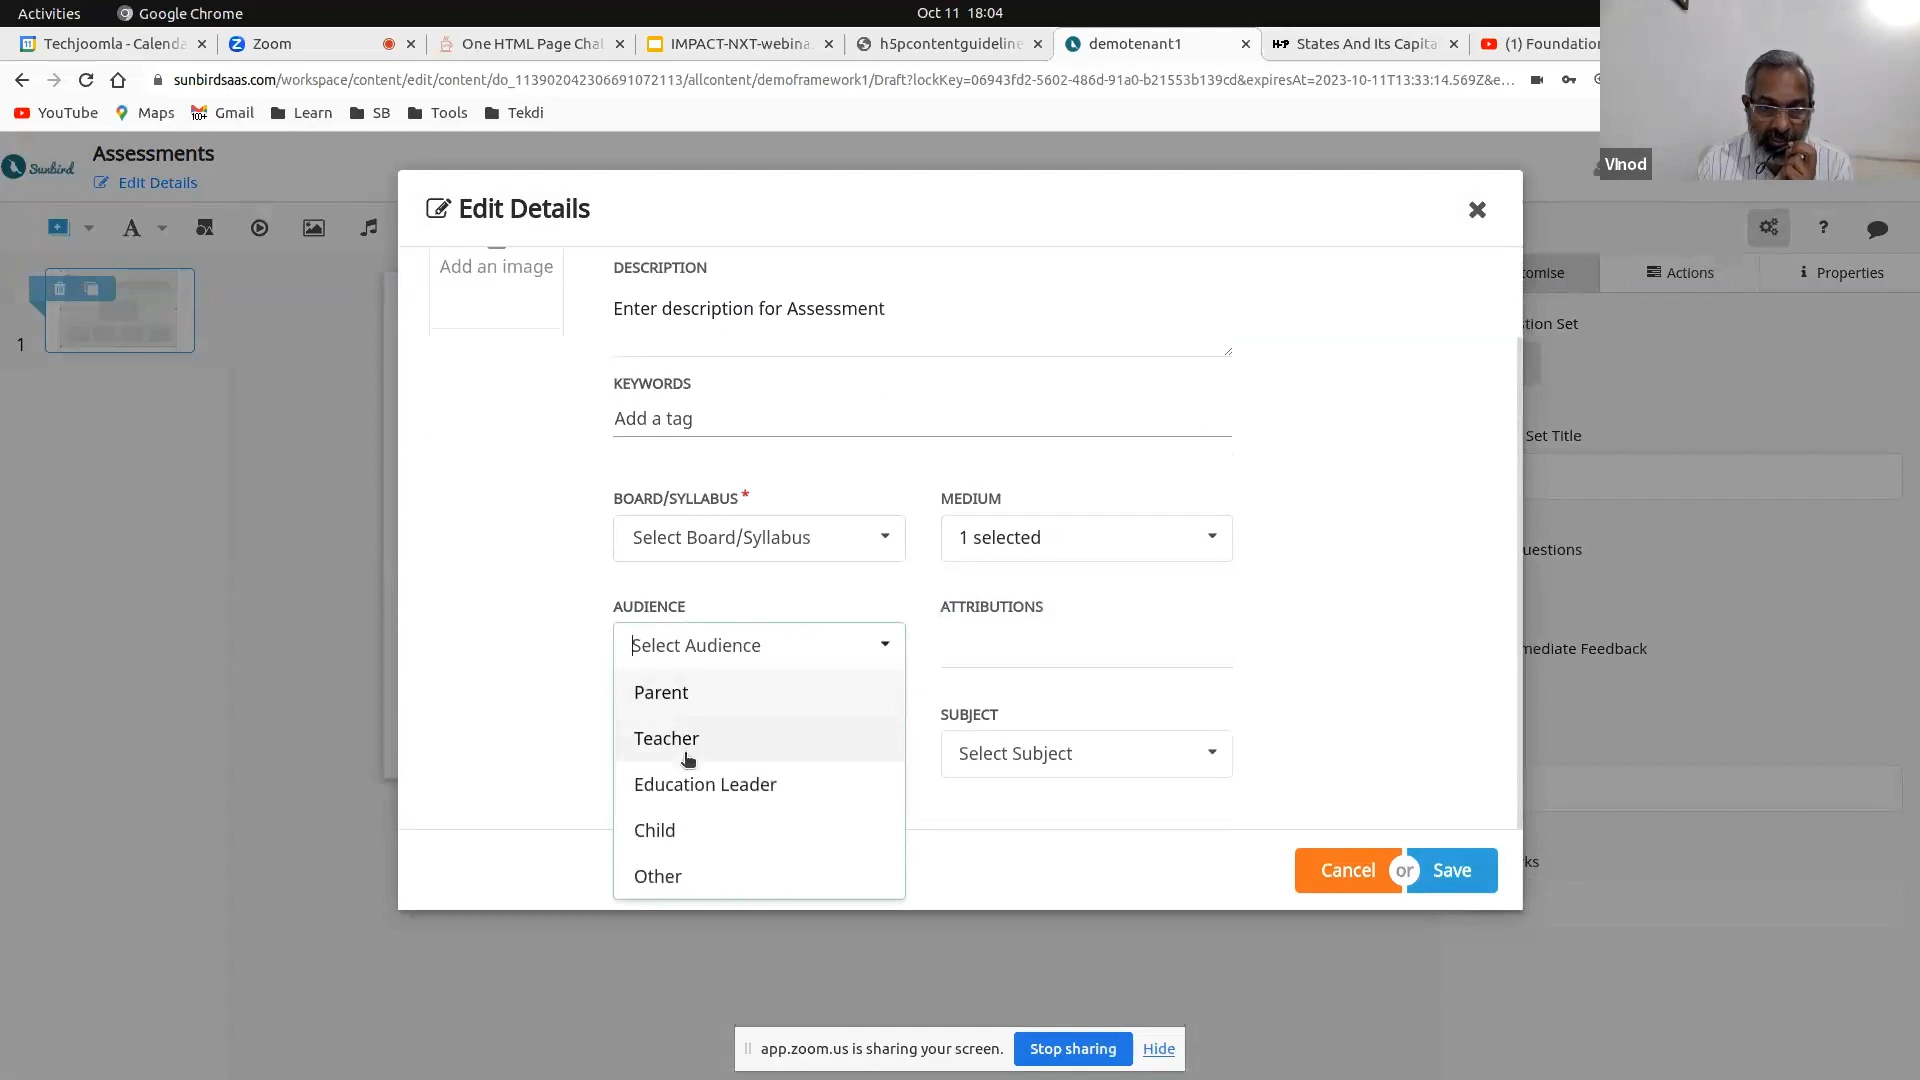 Activities
Google Chrome
Oct 11 18:04
Techjoomla - Calenda
Zoom
One HTML Page Chal
IMPACT-NXT-webina
h5pcontentguideline
demotenant1
H-P
States And Its Capita
(1) Foundation
sunbirdsaas.com/workspace/content/edit/content/do_113902042306691072113/allcontent/demoframework1/Draft?lockKey=06943fd2-5602-486d-91a0-b21553b139cd&expiresAt=2023-10-11T13:33:14.569Z&e...
YouTube
Maps
100+
Gmail
Learn
SB
Tools
Tekdi
VInod
Sunbird
Assessments
Edit Details
Edit Details
A
?
tomise
Actions
Properties
1
Add an image
DESCRIPTION
Enter description for Assessment
KEYWORDS
Add a tag
BOARD/SYLLABUS *
Select Board/Syllabus
MEDIUM
1 selected
AUDIENCE
Select Audience
Parent
Teacher
Education Leader
Child
Other
ATTRIBUTIONS
SUBJECT
Select Subject
Cancel or Save
stion Set
Set Title
uestions
mediate Feedback
ks
app.zoom.us is sharing your screen.
Stop sharing
Hide